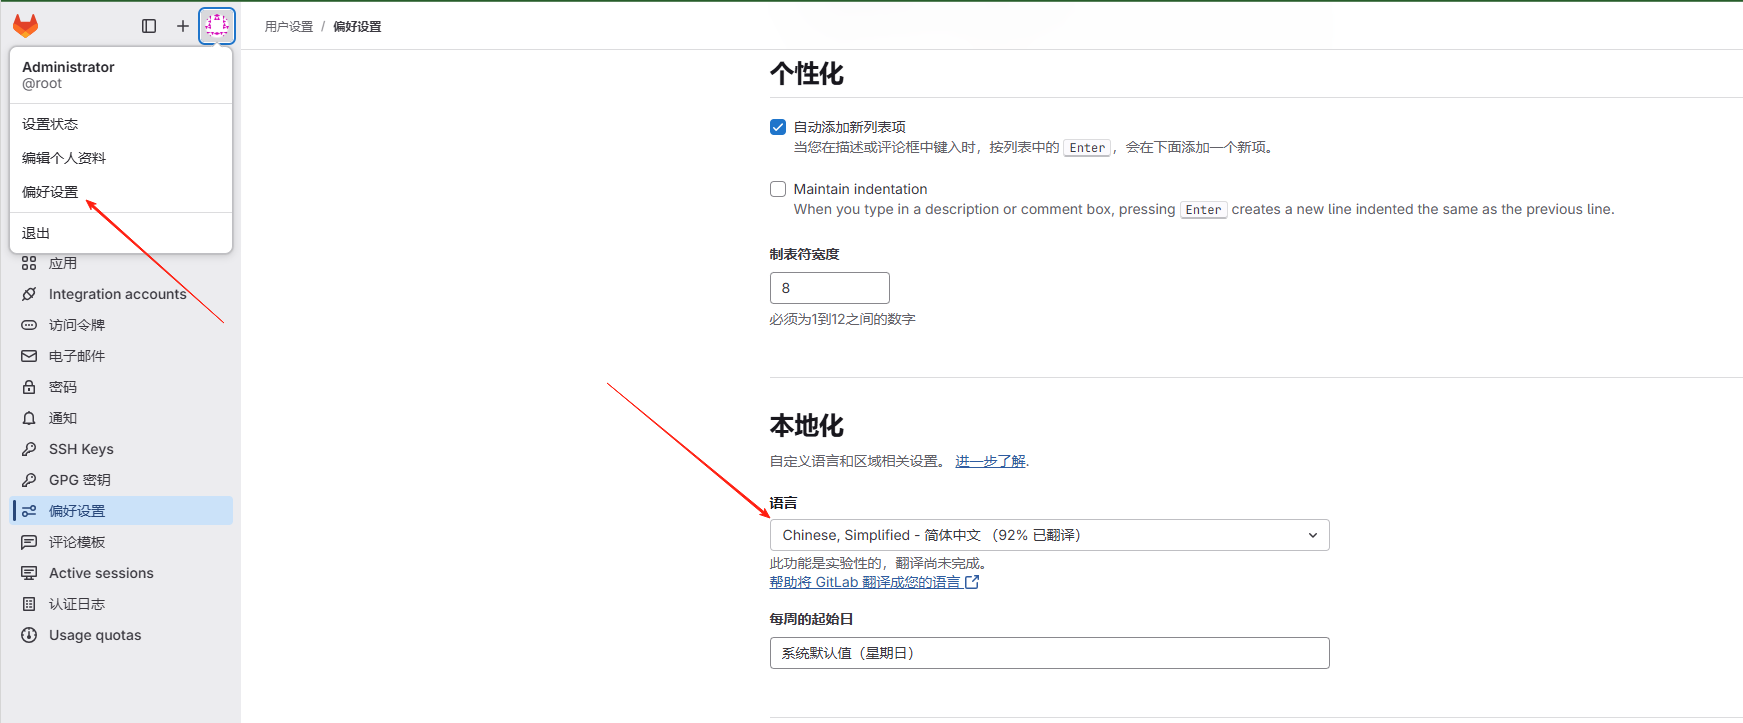 用户设置 / 偏好设置
Administrator
@root
设置状态
编辑个人资料
偏好设置
退出
应用
Integration accounts
访问令牌
电子邮件
密码
通知
SSH Keys
GPG 密钥
偏好设置
评论模板
Active sessions
认证日志
Usage quotas
个性化
自动添加新列表项
当您在描述或评论框中键入时，按列表中的 Enter ，会在下面添加一个新项。
Maintain indentation
When you type in a description or comment box, pressing Enter creates a new line indented the same as the previous line.
制表符宽度
8
必须为1到12之间的数字
本地化
自定义语言和区域相关设置。 进一步了解.
语言
Chinese, Simplified - 简体中文 （92% 已翻译）
此功能是实验性的，翻译尚未完成。
帮助将 GitLab 翻译成您的语言
每周的起始日
系统默认值（星期日）